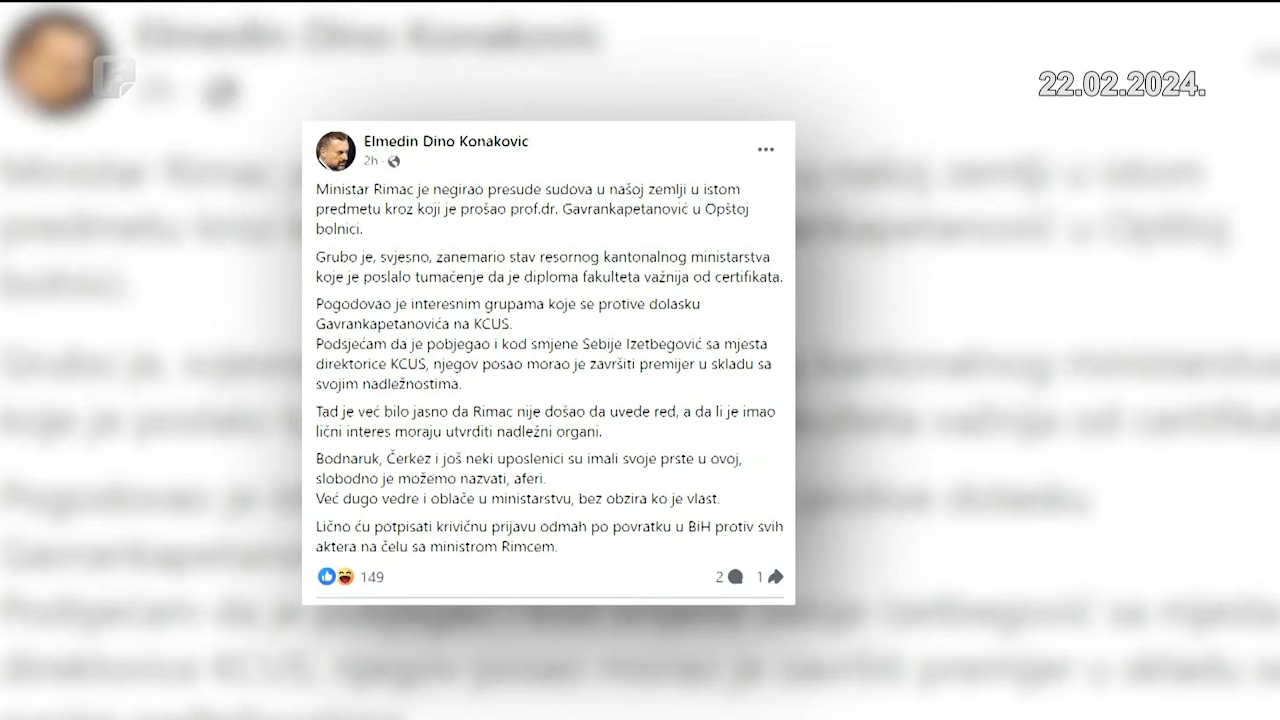 Elmedin Dino Konakovic
22.02.2024.
Elmedin Dino Konakovic
2h ·
Ministar Rimac je negirao presude sudova u našoj zemlji u istom
predmetu kroz koji je prošao prof.dr. Gavrankapetanović u Opštoj
bolnici.
Grubo je, svjesno, zanemario stav resornog kantonalnog ministarstva
koje je poslalo tumačenje da je diploma fakulteta važnija od certifikata.
Pogodovao je interesnim grupama koje se protive dolasku
Gavrankapetanovića na KCUS.
Podsjećam da je pobjegao i kod smjene Sebije Izetbegović sa mjesta
direktorice KCUS, njegov posao morao je završiti premijer u skladu sa
svojim nadležnostima.
Tad je već bilo jasno da Rimac nije došao da uvede red, a da li je imao
lični interes moraju utvrditi nadležni organi.
Bodnaruk, Čerkez i još neki uposlenici su imali svoje prste u ovoj,
slobodno je možemo nazvati, aferi.
Već dugo vedre i oblače u ministarstvu, bez obzira ko je vlast.
Lično ću potpisati krivičnu prijavu odmah po povratku u BiH protiv svih
aktera na čelu sa ministrom Rimcem.
149 2 1